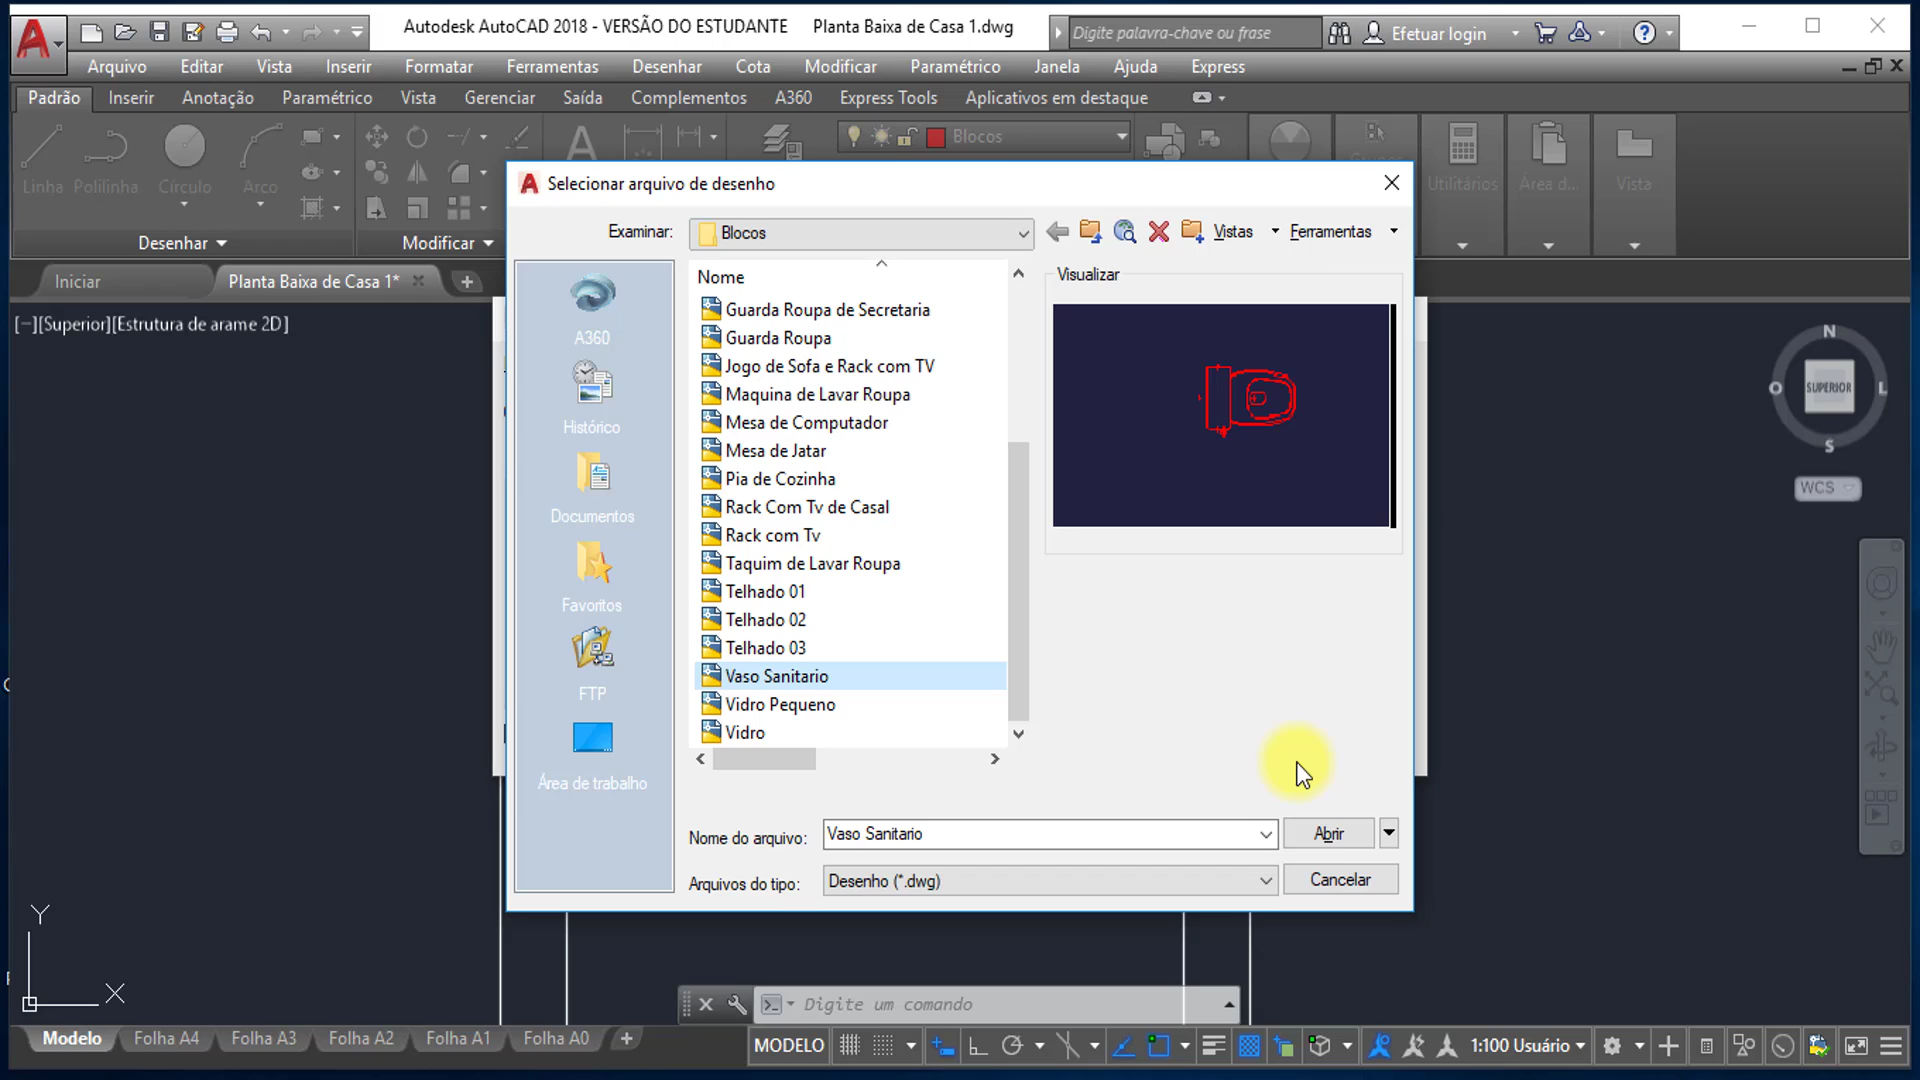 Autodesk AutoCAD 2018 - VERSÃO DO ESTUDANTE Planta Baixa de Casa 1.dwg
Digite palavra-chave ou frase
Efetuar login
Arquivo Editar Vista Inserir Formatar Ferramentas Desenhar Cota Modificar Paramétrico Janela Ajuda Express
Padrão Inserir Anotação Paramétrico Vista Gerenciar Saída Complementos A360 Express Tools Aplicativos em destaque
Blocos
Linha Polilinha Círculo Arco
Utilitários Área d... Vista
Desenhar Modificar
Iniciar Planta Baixa de Casa 1*
[−][Superior][Estrutura de arame 2D]
Selecionar arquivo de desenho
Examinar: Blocos Vistas Ferramentas
Nome
Guarda Roupa de Secretaria
Guarda Roupa
Jogo de Sofa e Rack com TV
Maquina de Lavar Roupa
Mesa de Computador
Mesa de Jatar
Pia de Cozinha
Rack Com Tv de Casal
Rack com Tv
Taquim de Lavar Roupa
Telhado 01
Telhado 02
Telhado 03
Vaso Sanitario
Vidro Pequeno
Vidro
A360
Histórico
Documentos
Favoritos
FTP
Área de trabalho
Visualizar
Nome do arquivo: Vaso Sanitario Abrir
Arquivos do tipo: Desenho (*.dwg) Cancelar
N
O SUPERIOR L
S
WCS
Y
X
Digite um comando
Modelo Folha A4 Folha A3 Folha A2 Folha A1 Folha A0
MODELO 1:100 Usuário